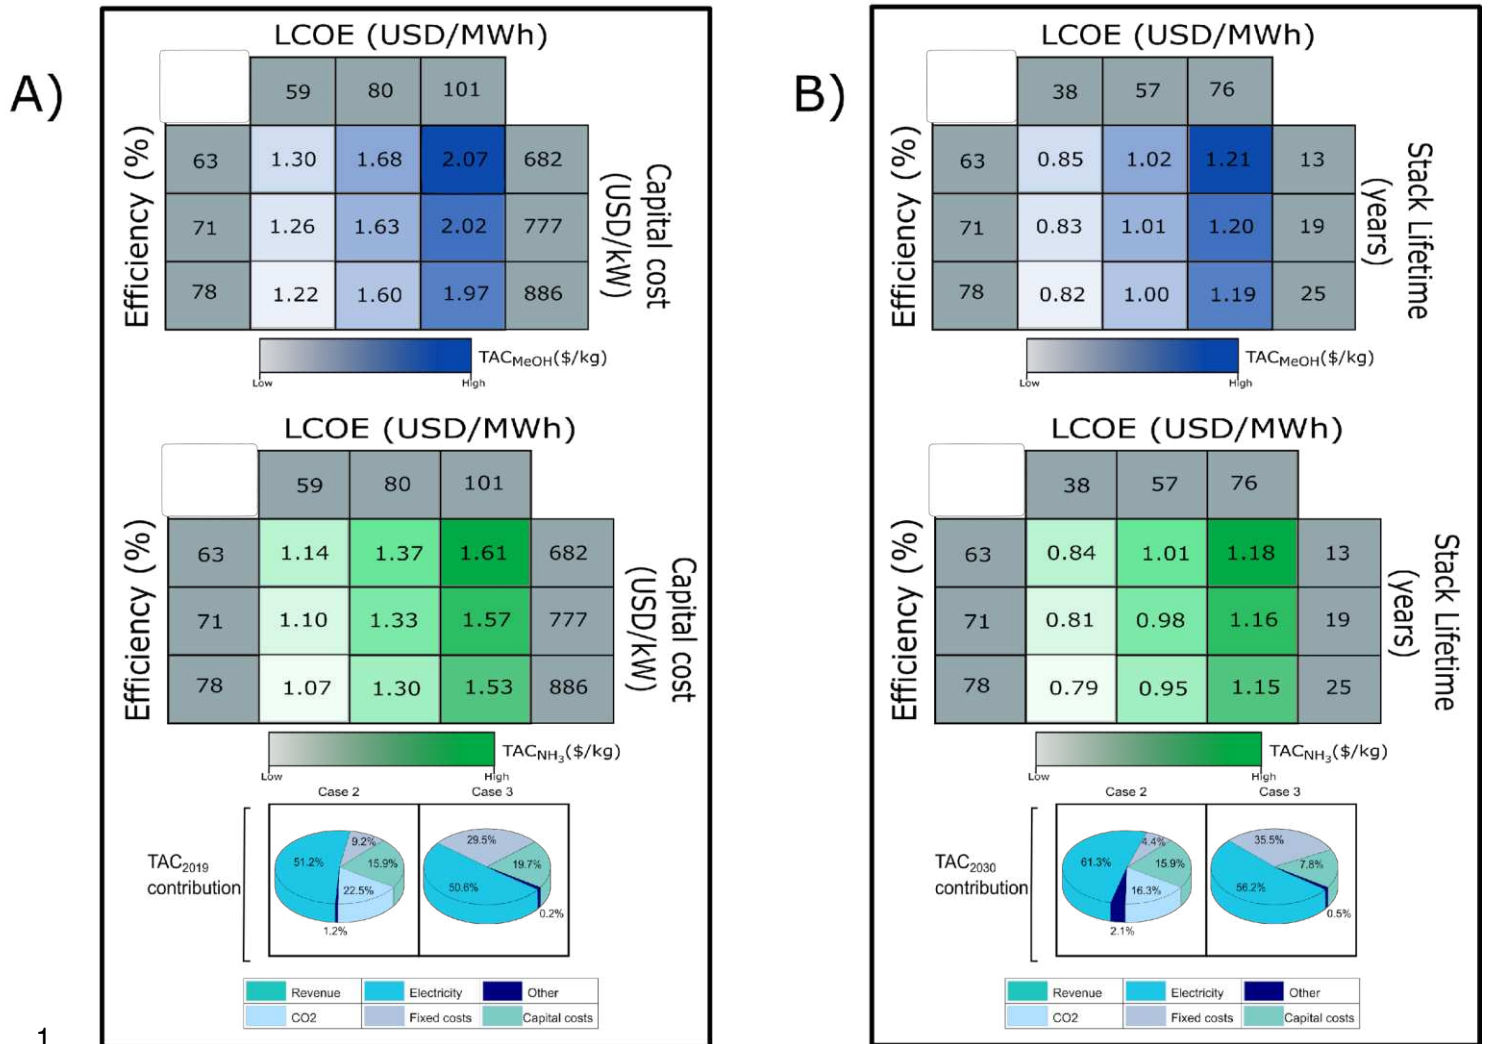 A)
LCOE (USD/MWh)
59 80 101
Efficiency (%)
63 1.30 1.68 2.07 682
71 1.26 1.63 2.02 777
78 1.22 1.60 1.97 886
Capital cost
(USD/kW)
TACMeOH($/kg)
Low High
LCOE (USD/MWh)
59 80 101
Efficiency (%)
63 1.14 1.37 1.61 682
71 1.10 1.33 1.57 777
78 1.07 1.30 1.53 886
Capital cost
(USD/kW)
TACNH3($/kg)
Low High
Case 2 Case 3
TAC2019
contribution
9.2%
51.2%
15.9%
22.5%
1.2%
29.5%
19.7%
50.6%
0.2%
Revenue Electricity Other
CO2 Fixed costs Capital costs
B)
LCOE (USD/MWh)
38 57 76
Efficiency (%)
63 0.85 1.02 1.21 13
71 0.83 1.01 1.20 19
78 0.82 1.00 1.19 25
Stack Lifetime
(years)
TACMeOH($/kg)
Low High
LCOE (USD/MWh)
38 57 76
Efficiency (%)
63 0.84 1.01 1.18 13
71 0.81 0.98 1.16 19
78 0.79 0.95 1.15 25
Stack Lifetime
(years)
TACNH3($/kg)
Low High
Case 2 Case 3
TAC2030
contribution
4.4%
61.3%
15.9%
16.3%
2.1%
35.5%
7.8%
56.2%
0.5%
Revenue Electricity Other
CO2 Fixed costs Capital costs
1